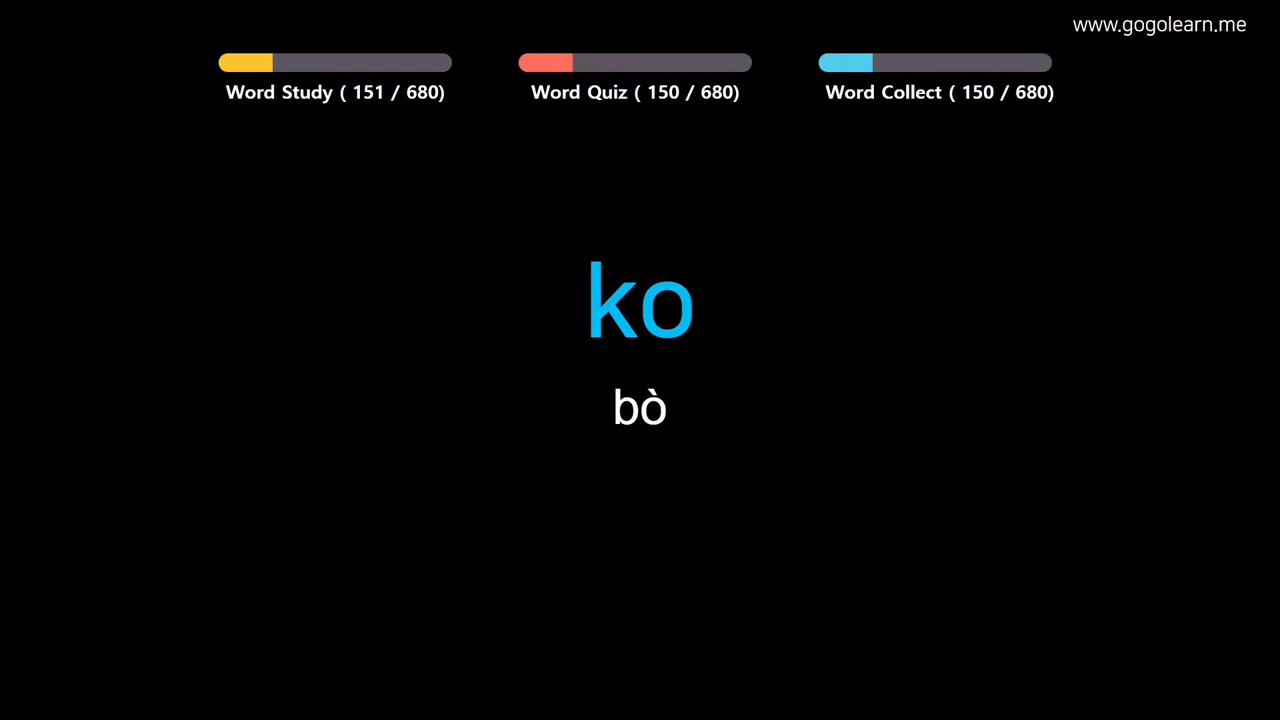 www.gogolearn.me
Word Study ( 151 / 680)
Word Quiz ( 150 / 680)
Word Collect ( 150 / 680)
ko
bò